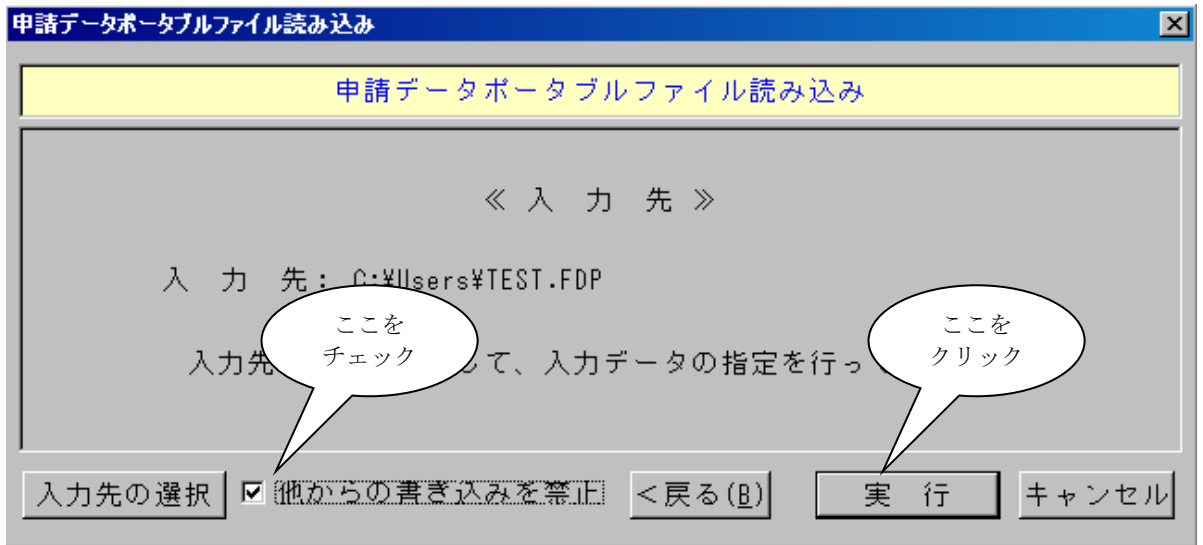 申請データポータブルファイル読み込み
申請データポータブルファイル読み込み
≪ 入 力 先 ≫
入 力 先： C:¥Users¥TEST.FDP
ここを
チェック
ここを
クリック
入力先 て、入力データの指定を行っ
入力先の選択 他からの書き込みを禁止 <戻る(B) 実 行 キャンセル